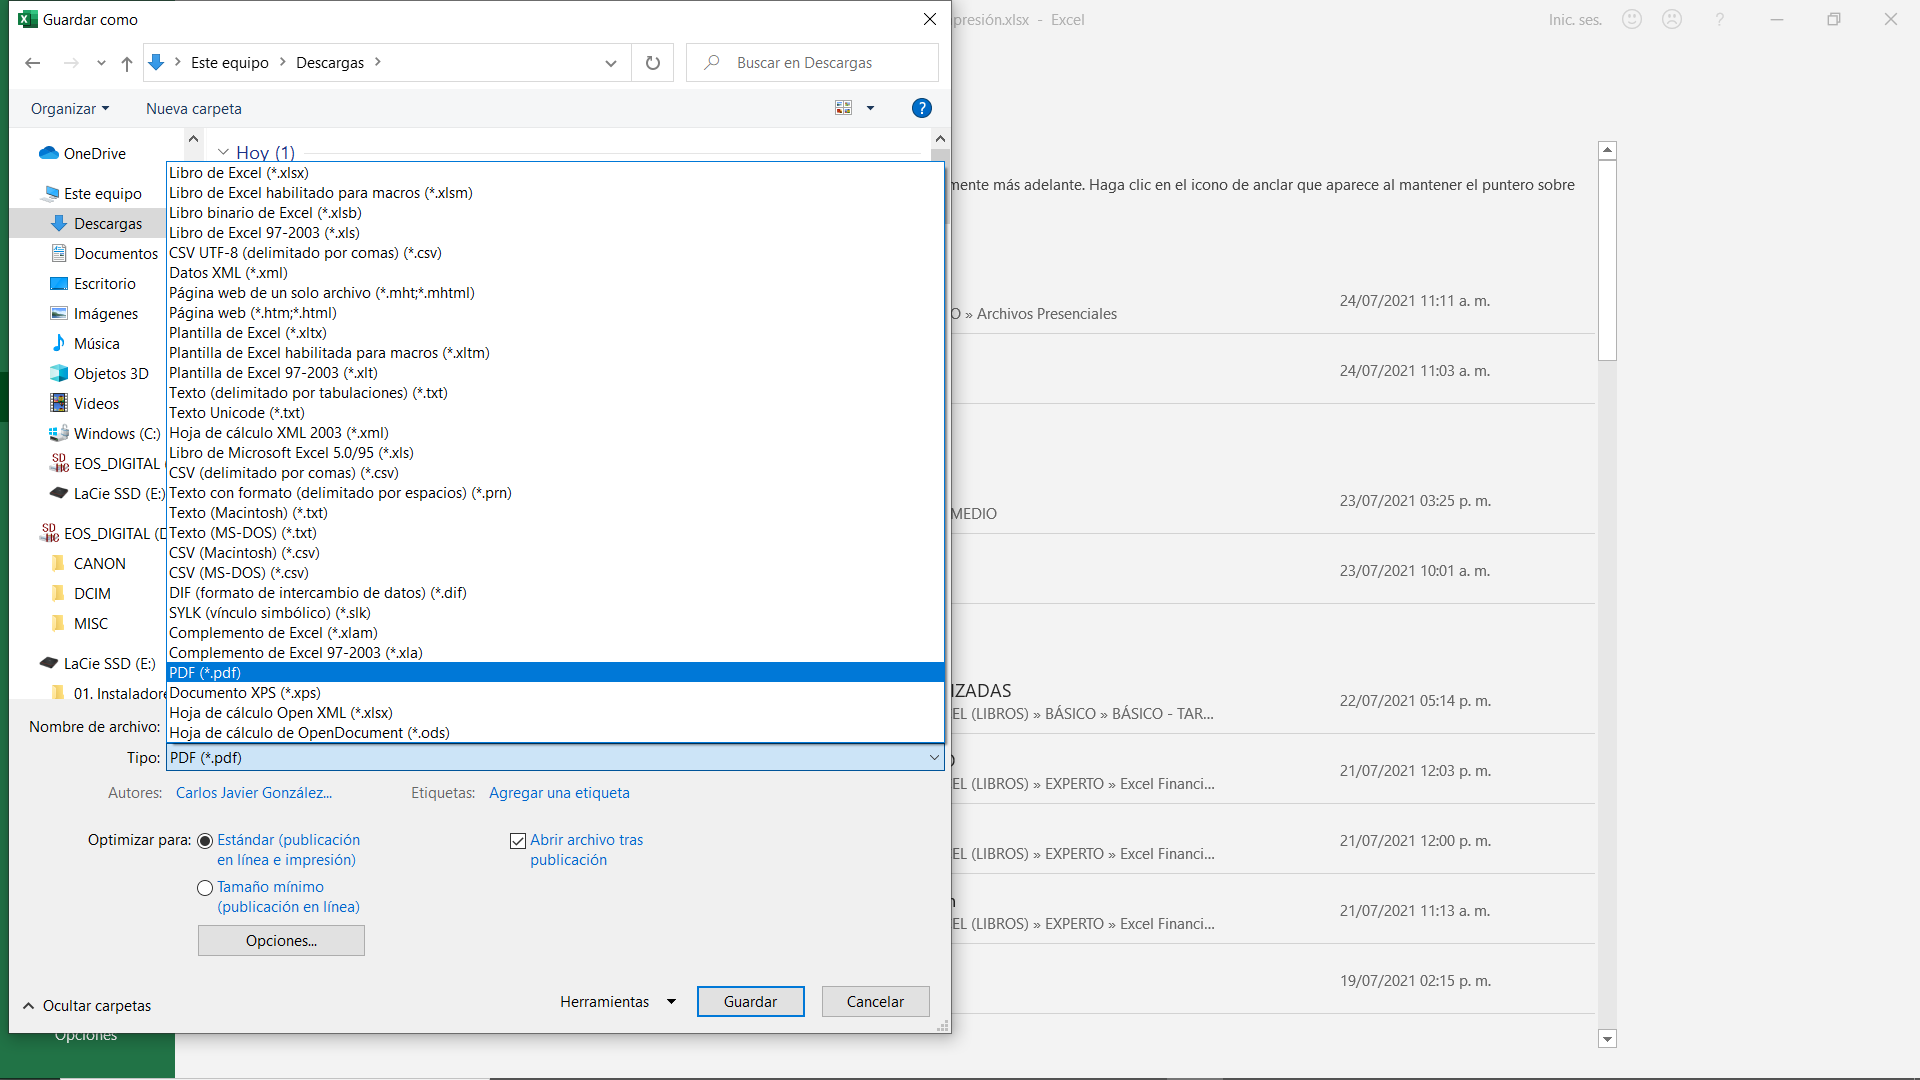 Guardar como
presión.xlsx - Excel
Inic. ses.
?
Este equipo
Descargas
Buscar en Descargas
Organizar
Nueva carpeta
?
OneDrive
Este equipo
Descargas
Documentos
Escritorio
Imágenes
Música
Objetos 3D
Videos
Windows (C:)
EOS_DIGITAL
LaCie SSD (E:)
EOS_DIGITAL (D
CANON
DCIM
MISC
LaCie SSD (E:)
01. Instaladore
Hoy (1)
Libro de Excel (*.xlsx)
Libro de Excel habilitado para macros (*.xlsm)
Libro binario de Excel (*.xlsb)
Libro de Excel 97-2003 (*.xls)
CSV UTF-8 (delimitado por comas) (*.csv)
Datos XML (*.xml)
Página web de un solo archivo (*.mht;*.mhtml)
Página web (*.htm;*.html)
Plantilla de Excel (*.xltx)
Plantilla de Excel habilitada para macros (*.xltm)
Plantilla de Excel 97-2003 (*.xlt)
Texto (delimitado por tabulaciones) (*.txt)
Texto Unicode (*.txt)
Hoja de cálculo XML 2003 (*.xml)
Libro de Microsoft Excel 5.0/95 (*.xls)
CSV (delimitado por comas) (*.csv)
Texto con formato (delimitado por espacios) (*.prn)
Texto (Macintosh) (*.txt)
Texto (MS-DOS) (*.txt)
CSV (Macintosh) (*.csv)
CSV (MS-DOS) (*.csv)
DIF (formato de intercambio de datos) (*.dif)
SYLK (vínculo simbólico) (*.slk)
Complemento de Excel (*.xlam)
Complemento de Excel 97-2003 (*.xla)
PDF (*.pdf)
Documento XPS (*.xps)
Hoja de cálculo Open XML (*.xlsx)
Hoja de cálculo de OpenDocument (*.ods)
Nombre de archivo:
Tipo: PDF (*.pdf)
Autores: Carlos Javier González...
Etiquetas: Agregar una etiqueta
Optimizar para:
Estándar (publicación
en línea e impresión)
Tamaño mínimo
(publicación en línea)
Abrir archivo tras
publicación
Opciones...
Ocultar carpetas
Herramientas
Guardar
Cancelar
Opciones
mente más adelante. Haga clic en el icono de anclar que aparece al mantener el puntero sobre
O » Archivos Presenciales
24/07/2021 11:11 a. m.
24/07/2021 11:03 a. m.
MEDIO
23/07/2021 03:25 p. m.
23/07/2021 10:01 a. m.
IZADAS
EL (LIBROS) » BÁSICO » BÁSICO - TAR...
22/07/2021 05:14 p. m.
EL (LIBROS) » EXPERTO » Excel Financi...
21/07/2021 12:03 p. m.
EL (LIBROS) » EXPERTO » Excel Financi...
21/07/2021 12:00 p. m.
EL (LIBROS) » EXPERTO » Excel Financi...
21/07/2021 11:13 a. m.
19/07/2021 02:15 p. m.